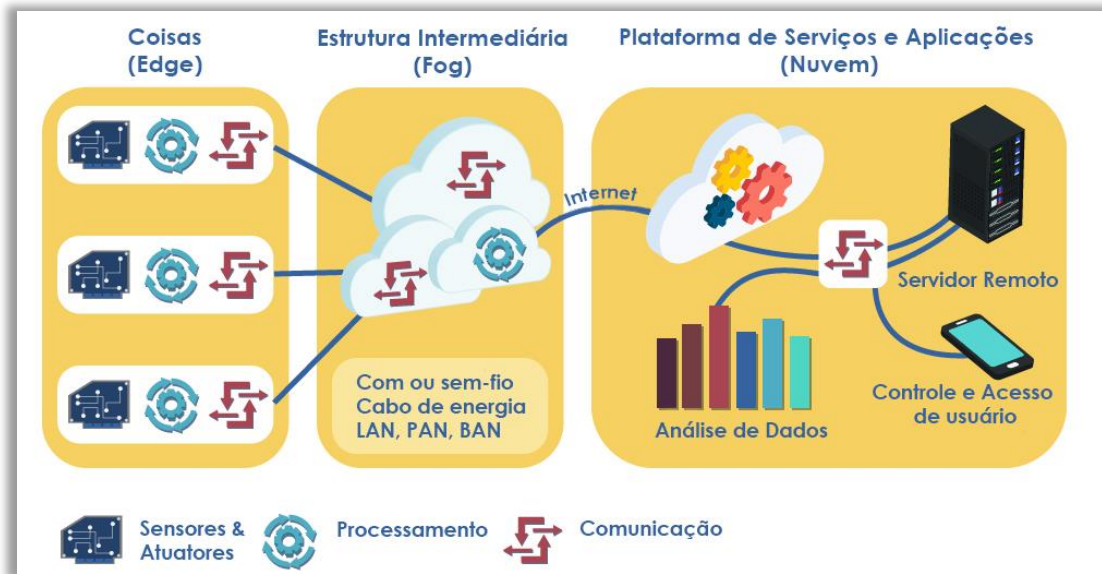 Coisas
(Edge)
Estrutura Intermediária
(Fog)
Plataforma de Serviços e Aplicações
(Nuvem)
Internet
Com ou sem-fio
Cabo de energia
LAN, PAN, BAN
Servidor Remoto
Análise de Dados
Controle e Acesso
de usuário
Sensores &
Atuatores
Processamento
Comunicação